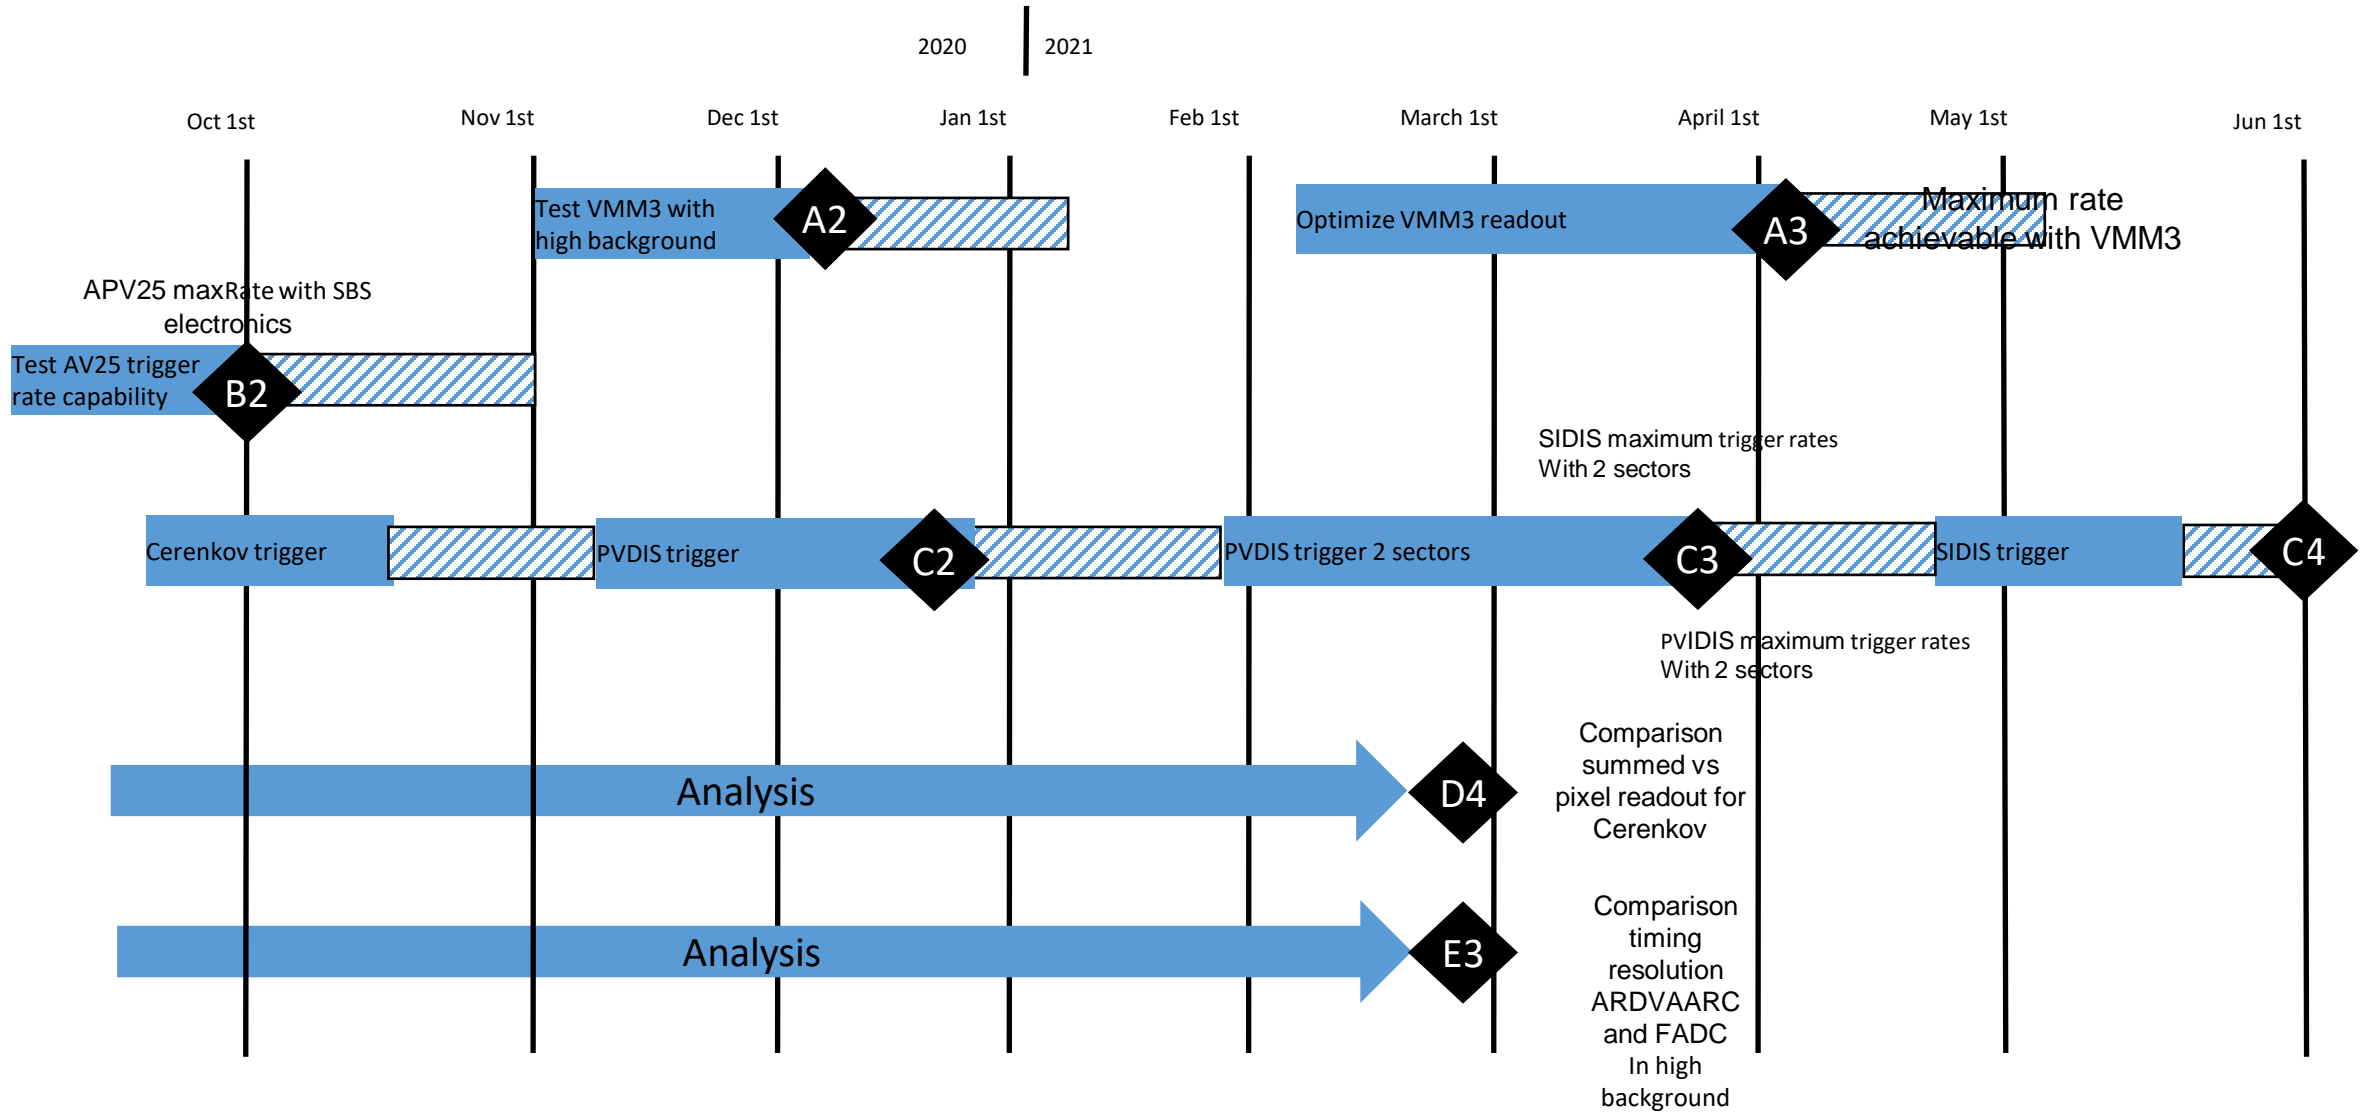 2020
2021
Oct 1st
Nov 1st
Dec 1st
Jan 1st
Feb 1st
March 1st
April 1st
May 1st
Jun 1st
Test VMM3 with
high background
A2
Optimize VMM3 readout
A3
Maximum rate
achievable with VMM3
APV25 maxRate with SBS
electronics
Test AV25 trigger
rate capability
B2
SIDIS maximum trigger rates
With 2 sectors
Cerenkov trigger
PVDIS trigger
C2
PVDIS trigger 2 sectors
C3
SIDIS trigger
C4
PVIDIS maximum trigger rates
With 2 sectors
Analysis
D4
Comparison
summed vs
pixel readout for
Cerenkov
Analysis
E3
Comparison
timing
resolution
ARDVAARC
and FADC
In high
background